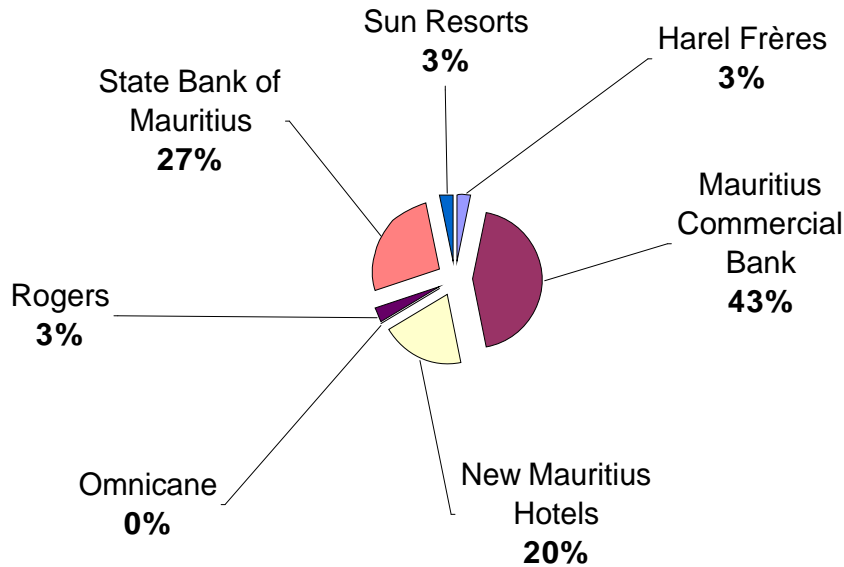 Sun Resorts
3%
Harel Frères
3%
State Bank of
Mauritius
27%
Mauritius
Commercial
Bank
43%
Rogers
3%
Omnicane
0%
New Mauritius
Hotels
20%